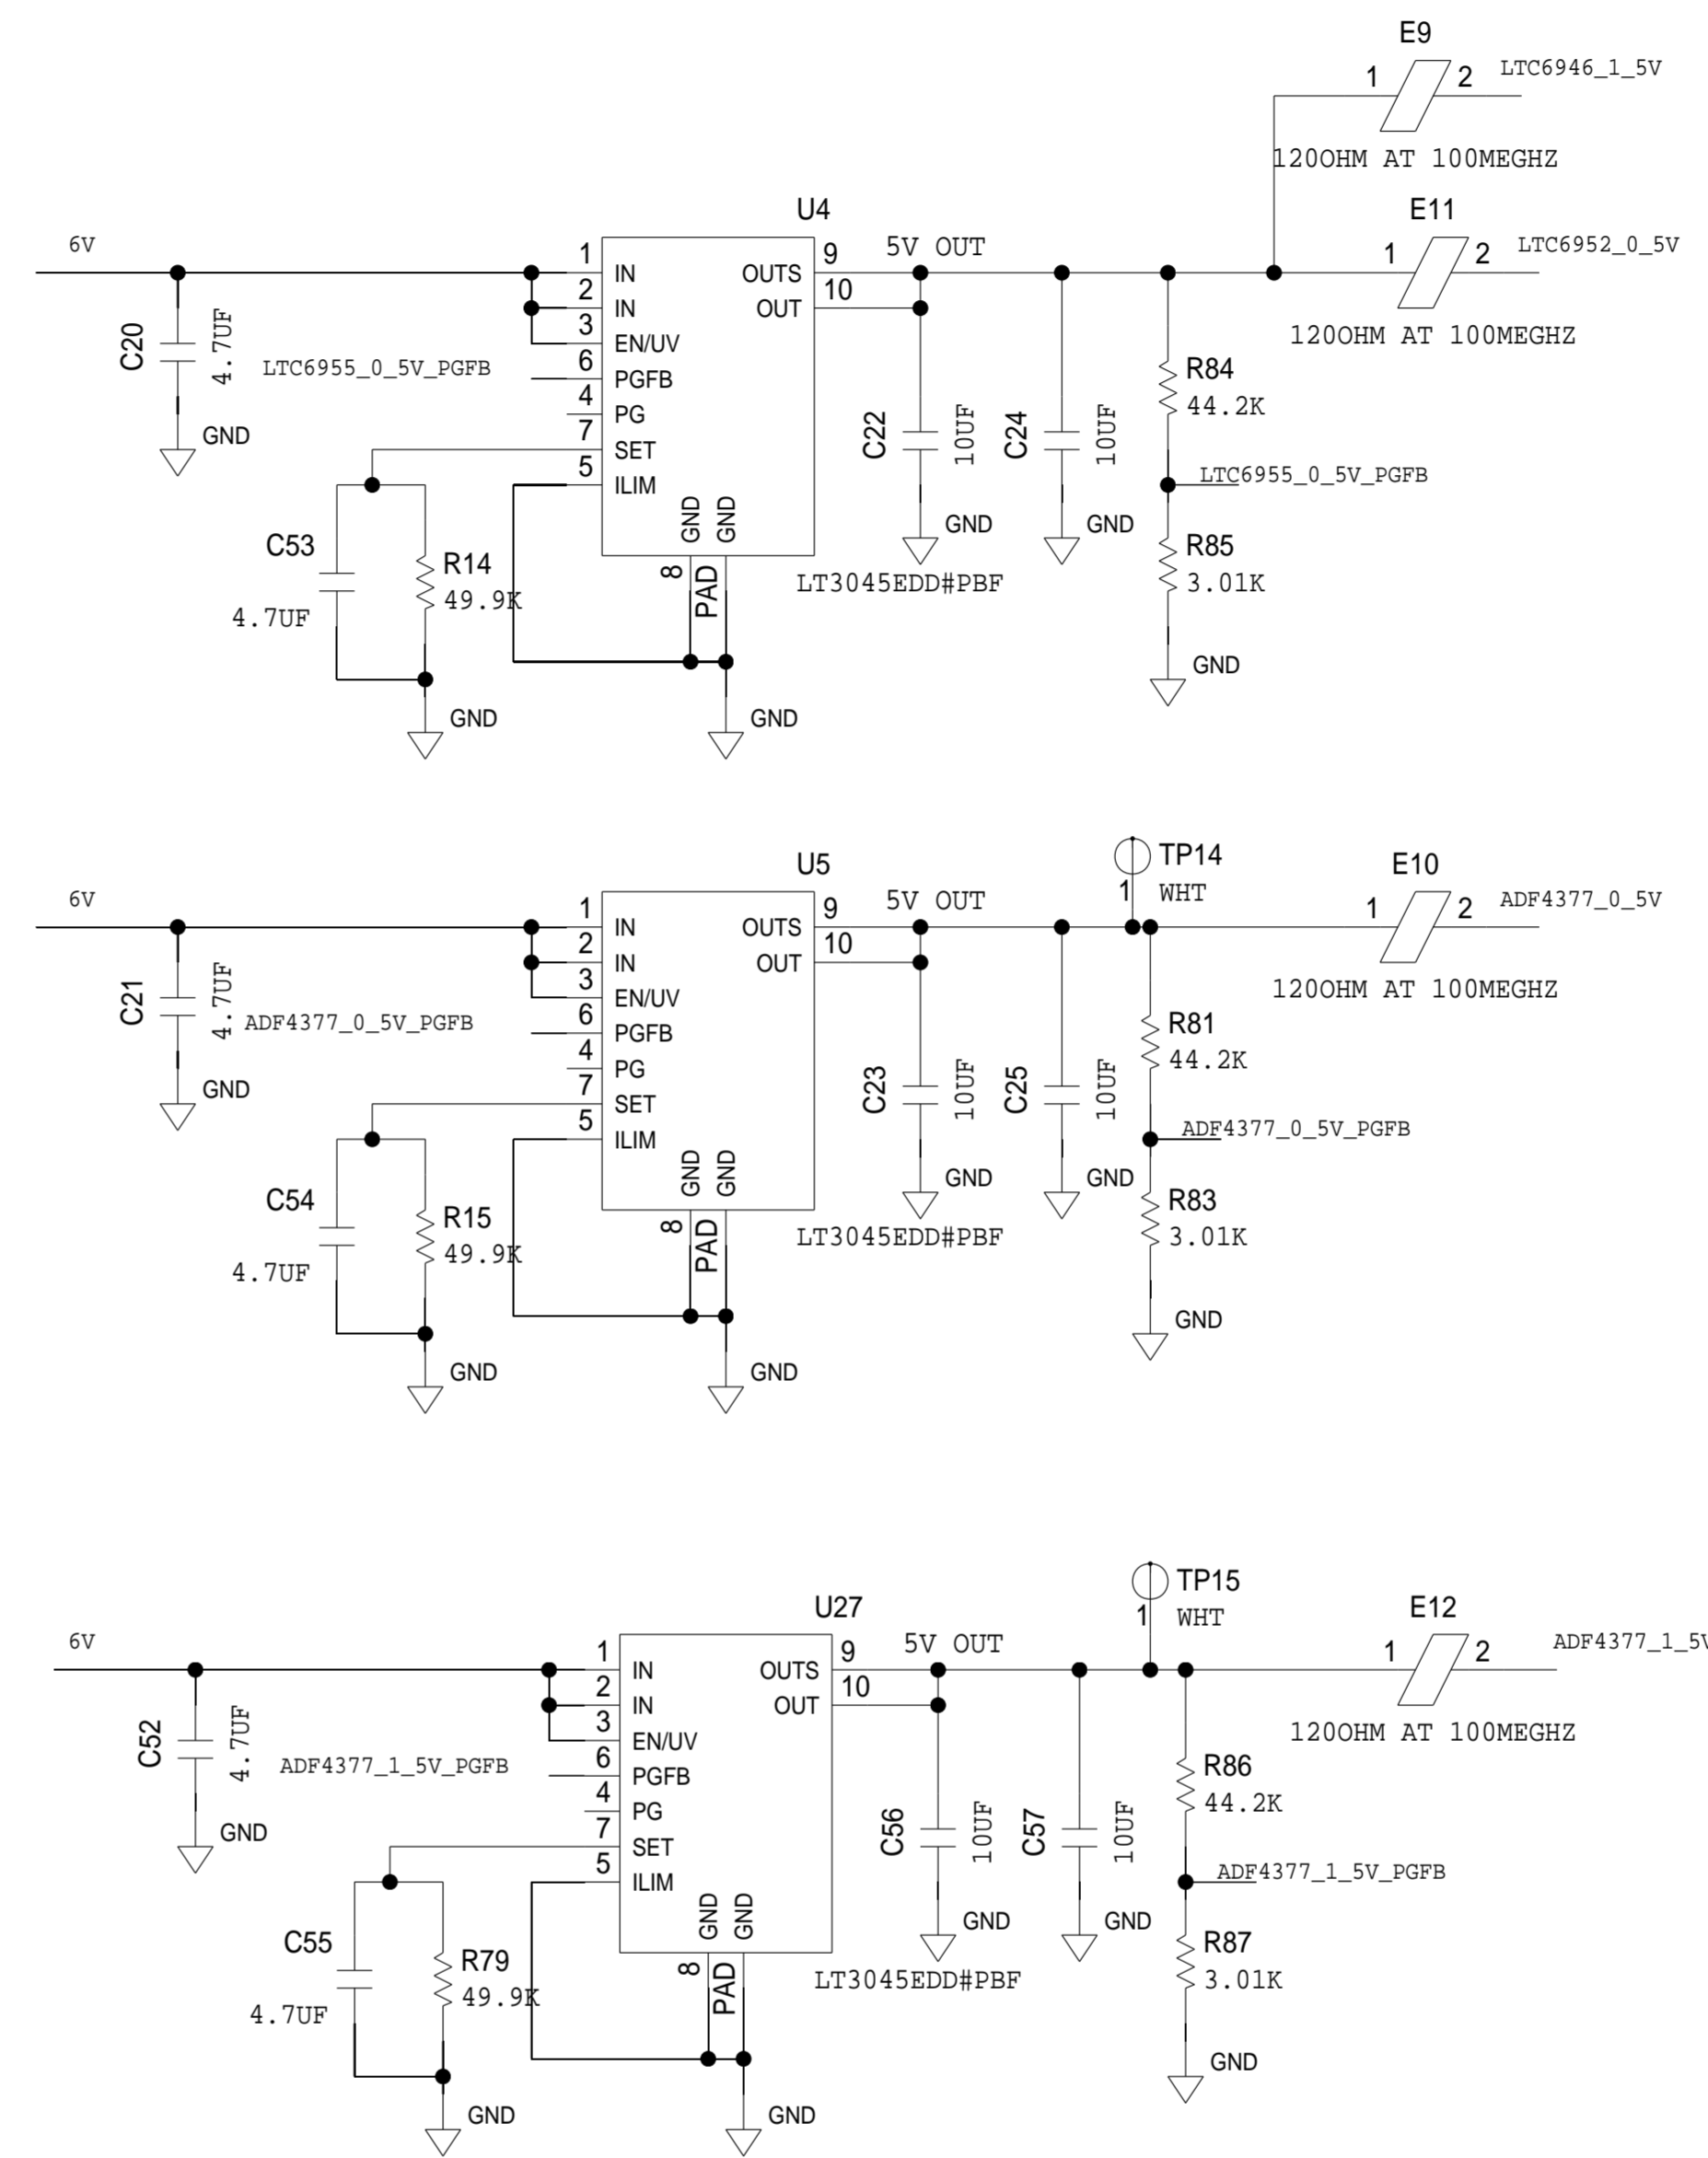 E9
1
2
LTC6946_1_5V
120OHM AT 100MEGHZ
U4
E11
6V
5V OUT
1
2
LTC6952_0_5V
120OHM AT 100MEGHZ
1
IN
OUTS
9
2
IN
OUT
10
3
EN/UV
6
PGFB
4
PG
7
SET
5
ILIM
GND
GND
8
PAD
LT3045EDD#PBF
C20
4.7UF
GND
LTC6955_0_5V_PGFB
C53
4.7UF
R14
49.9K
GND
GND
C22
10UF
GND
C24
10UF
GND
R84
44.2K
LTC6955_0_5V_PGFB
R85
3.01K
GND
TP14
1
WHT
U5
E10
6V
5V OUT
1
2
ADF4377_0_5V
120OHM AT 100MEGHZ
1
IN
OUTS
9
2
IN
OUT
10
3
EN/UV
6
PGFB
4
PG
7
SET
5
ILIM
GND
GND
8
PAD
LT3045EDD#PBF
C21
4.7UF
GND
ADF4377_0_5V_PGFB
C54
4.7UF
R15
49.9K
GND
GND
C23
10UF
GND
C25
10UF
GND
R81
44.2K
ADF4377_0_5V_PGFB
R83
3.01K
GND
TP15
1
WHT
U27
E12
6V
5V OUT
1
2
ADF4377_1_5V
120OHM AT 100MEGHZ
1
IN
OUTS
9
2
IN
OUT
10
3
EN/UV
6
PGFB
4
PG
7
SET
5
ILIM
GND
GND
8
PAD
LT3045EDD#PBF
C52
4.7UF
GND
ADF4377_1_5V_PGFB
C55
4.7UF
R79
49.9K
GND
GND
C56
10UF
GND
C57
10UF
GND
R86
44.2K
ADF4377_1_5V_PGFB
R87
3.01K
GND